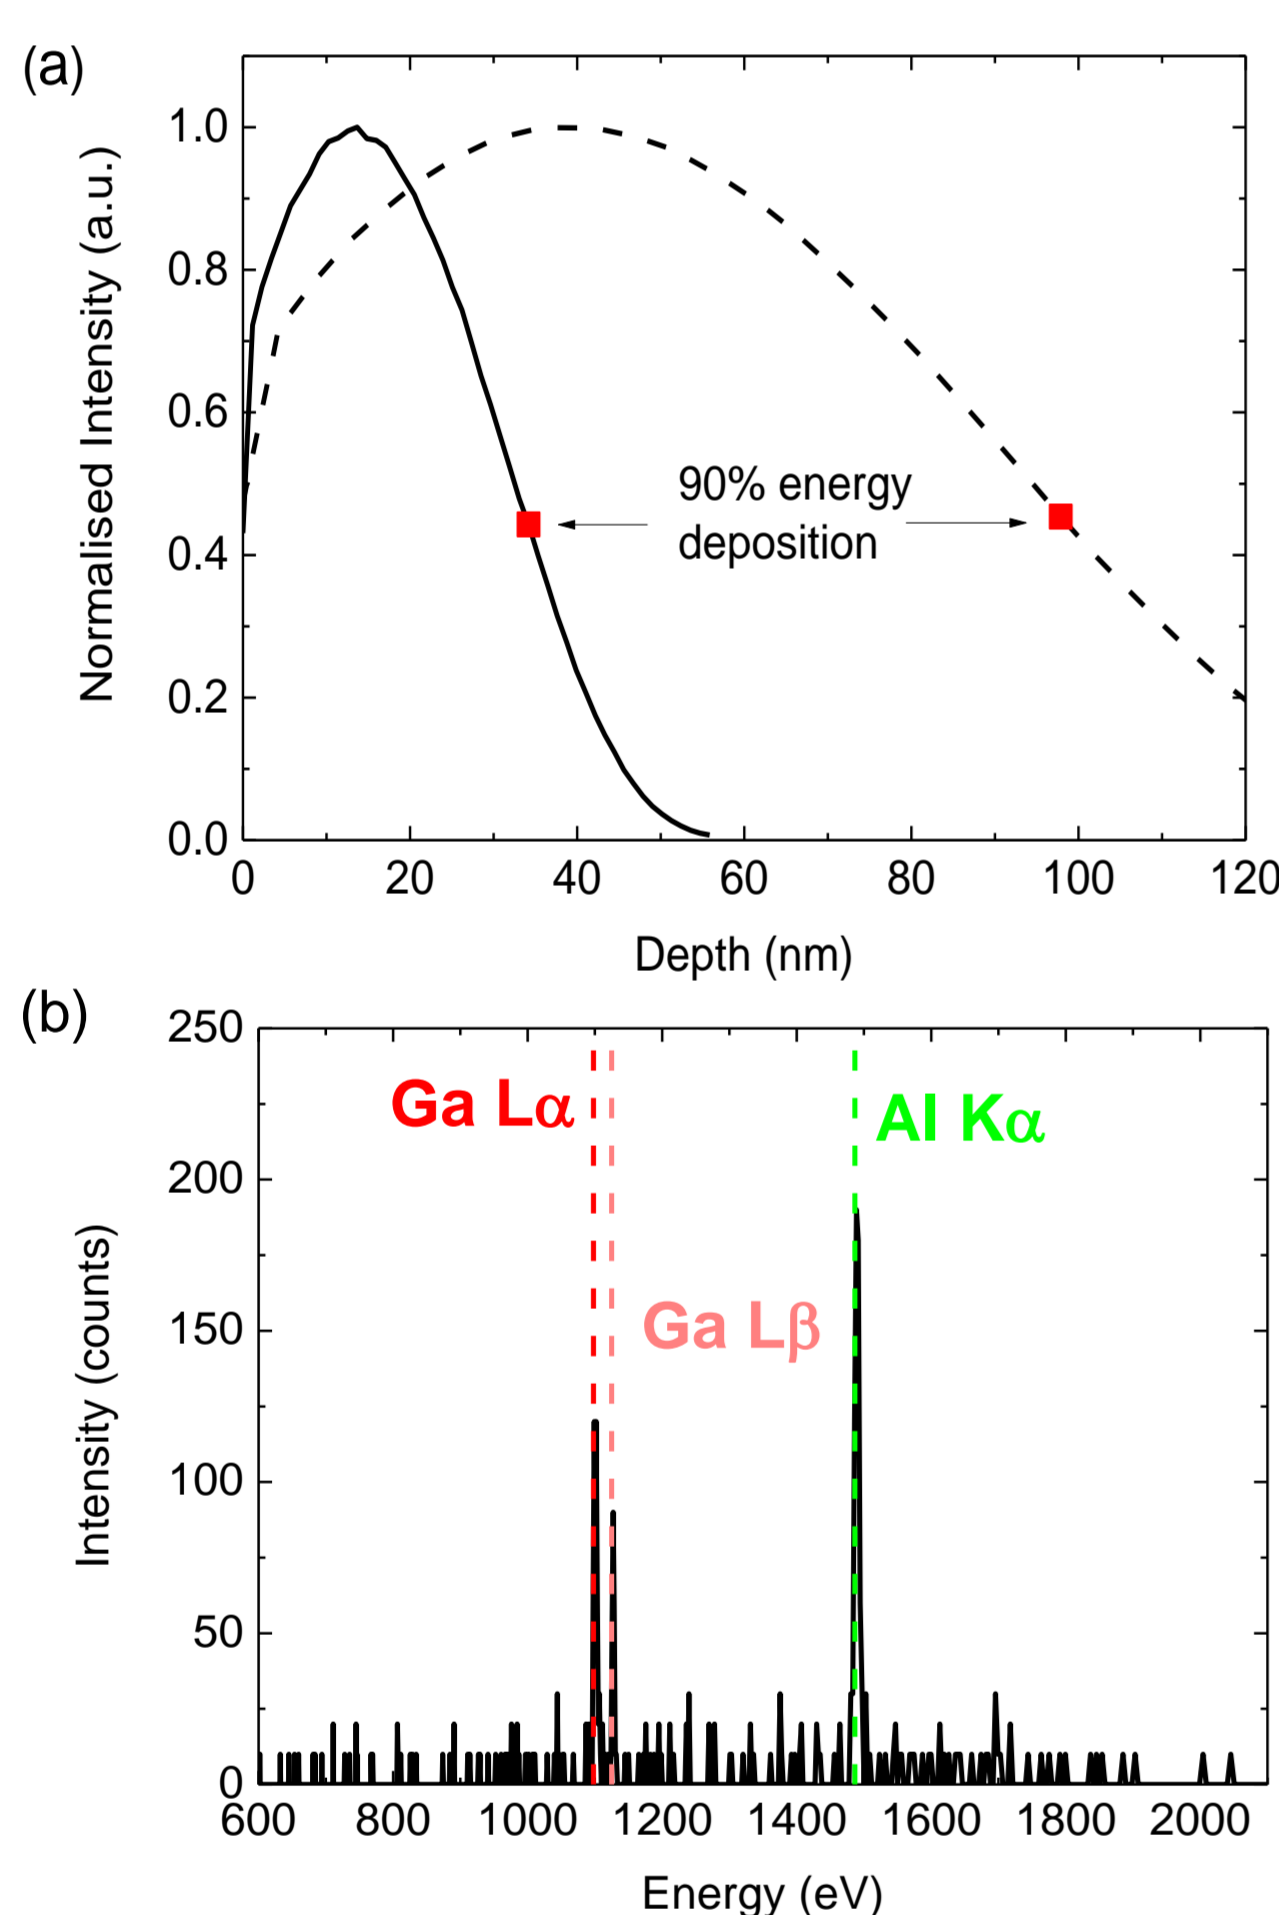 (a)
Normalised Intensity (a.u.)
1.0
0.8
0.6
0.4
0.2
0.0
90% energy
deposition
0 20 40 60 80 100 120
Depth (nm)
(b)
Intensity (counts)
250
200
150
100
50
0
Ga Lα
Al Kα
Ga Lβ
600 800 1000 1200 1400 1600 1800 2000
Energy (eV)